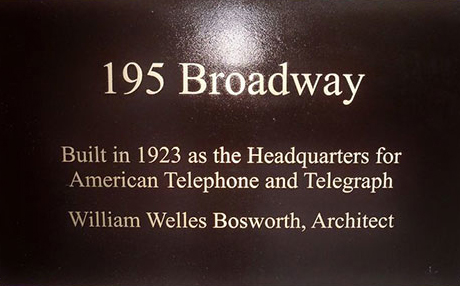 195 Broadway
Built in 1923 as the Headquarters for
American Telephone and Telegraph
William Welles Bosworth, Architect